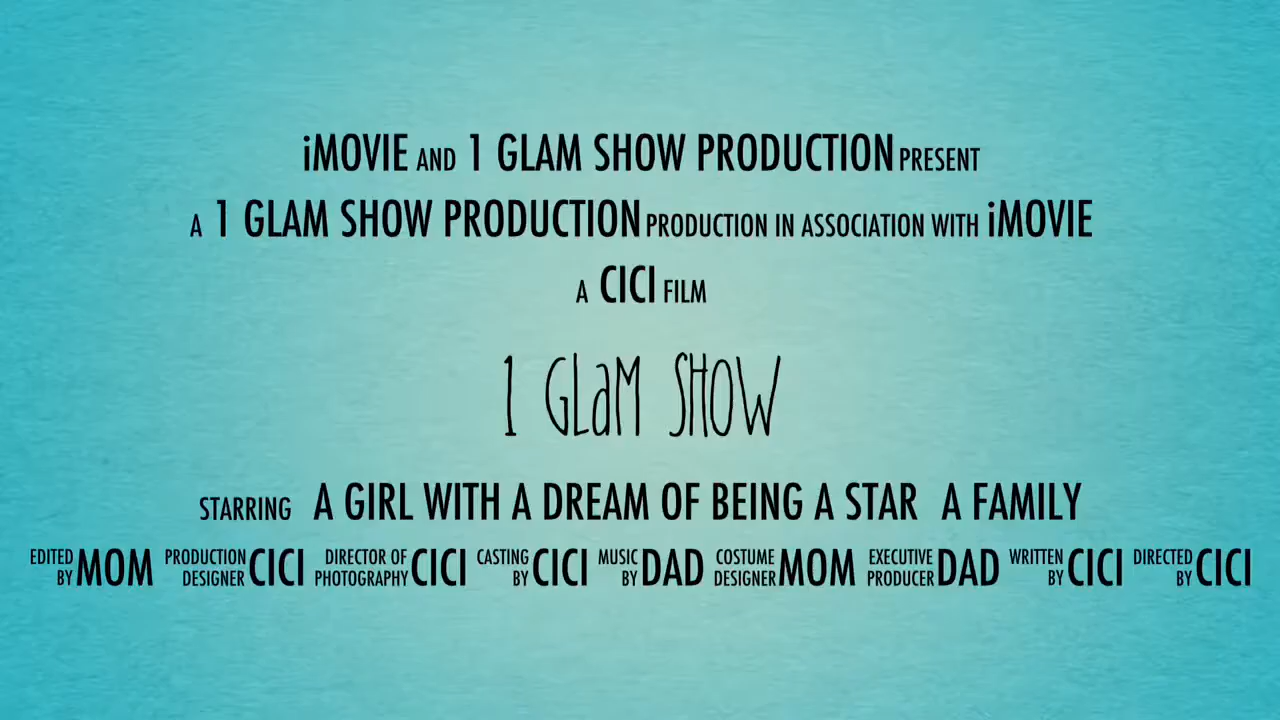 iMOVIE AND 1 GLAM SHOW PRODUCTION PRESENT
A 1 GLAM SHOW PRODUCTION PRODUCTION IN ASSOCIATION WITH iMOVIE
A CICI FILM
1 GLaM SHOW
STARRING A GIRL WITH A DREAM OF BEING A STAR A FAMILY
EDITED BY MOM PRODUCTION DESIGNER CICI DIRECTOR OF PHOTOGRAPHY CICI CASTING BY CICI MUSIC BY DAD COSTUME DESIGNER MOM EXECUTIVE PRODUCER DAD WRITTEN BY CICI DIRECTED BY CICI